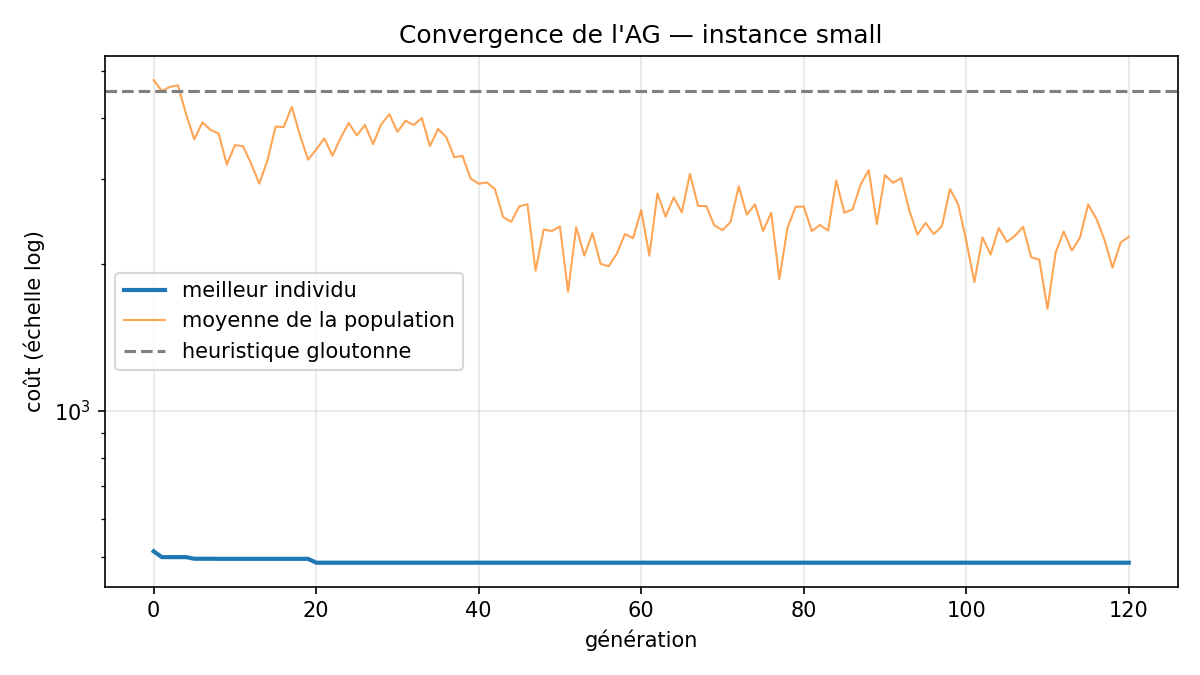 Convergence de l'AG — instance small
coût (échelle log)
10³
meilleur individu
moyenne de la population
heuristique gloutonne
0 20 40 60 80 100 120
génération